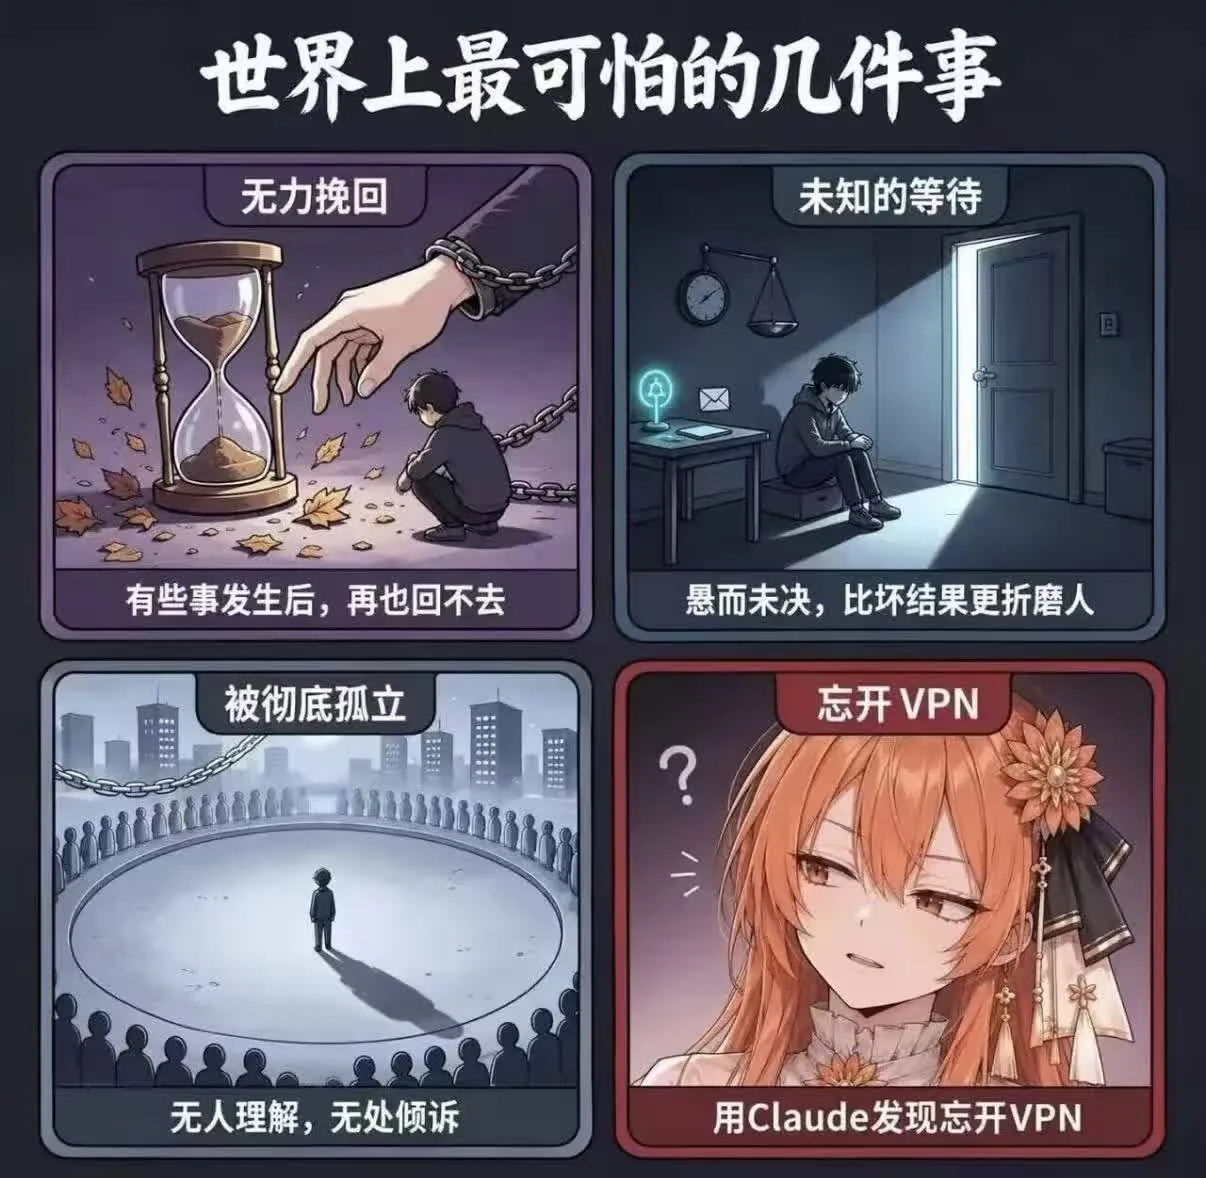 世界上最可怕的几件事
无力挽回
有些事发生后，再也回不去
未知的等待
悬而未决，比坏结果更折磨人
被彻底孤立
无人理解，无处倾诉
忘开 VPN
?
用Claude发现忘开VPN